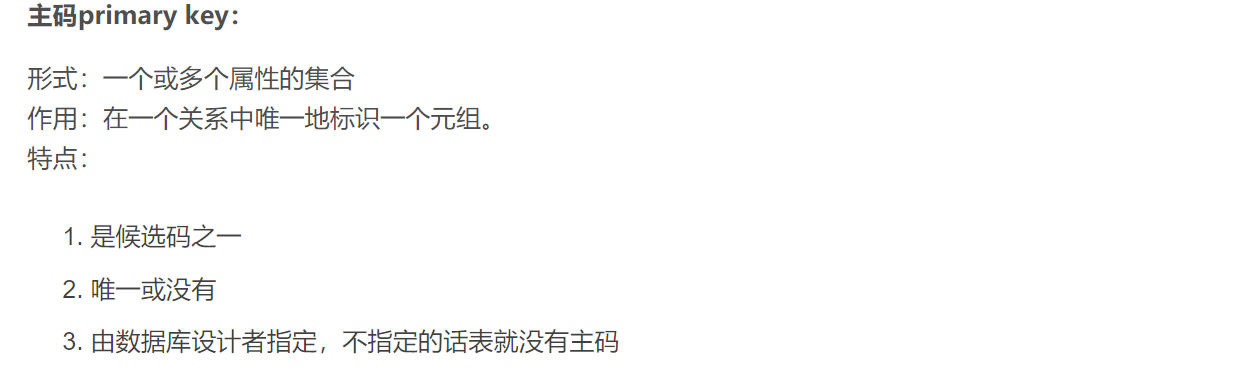 主码primary key：
形式：一个或多个属性的集合
作用：在一个关系中唯一地标识一个元组。
特点：
1. 是候选码之一
2. 唯一或没有
3. 由数据库设计者指定，不指定的话表就没有主码